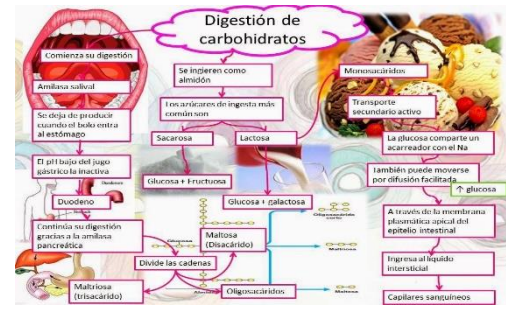 Digestión de
carbohidratos
Comienza su digestión
Amilasa salival
Se deja de producir
cuando el bolo entra
al estómago
El pH bajo del jugo
gástrico la inactiva
Duodeno
Continúa su digestión
gracias a la amilasa
pancreática
Divide las cadenas
Maltriosa
(trisacárido)
Maltosa
(Disacárido)
Oligosacáridos
Se ingieren como
almidón
Los azúcares de ingesta más
común son
Sacarosa
Lactosa
Glucosa + Fructuosa
Glucosa + galactosa
Monosacáridos
Transporte
secundario activo
La glucosa comparte un
acarreador con el Na
También puede moverse
por difusión facilitada
↑ glucosa
A través de la membrana
plasmática apical del
epitelio intestinal
Ingresa al líquido
intersticial
Capilares sanguíneos
Oligosacárido
Maltriosa
Maltosa